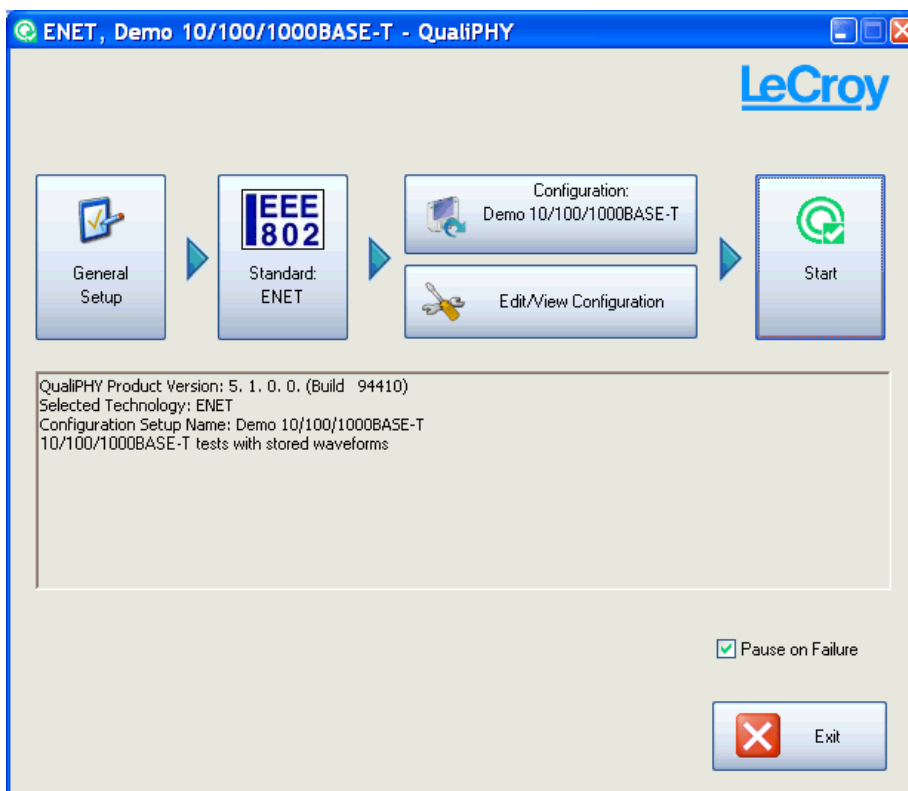 ENET, Demo 10/100/1000BASE-T - QualiPHY
LeCroy
General
Setup
IEEE
802
Standard:
ENET
Configuration:
Demo 10/100/1000BASE-T
Edit/View Configuration
Start
QualiPHY Product Version: 5. 1. 0. 0. (Build 94410)
Selected Technology: ENET
Configuration Setup Name: Demo 10/100/1000BASE-T
10/100/1000BASE-T tests with stored waveforms
Pause on Failure
Exit